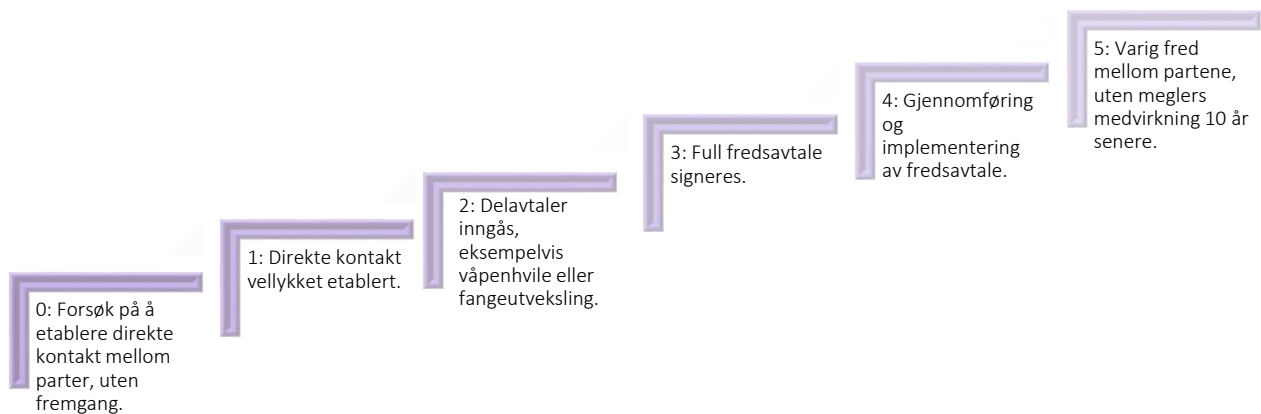 0: Forsøk på å
etablere direkte
kontakt mellom
parter, uten
fremgang.
1: Direkte kontakt
vellykket etablert.
2: Delavtaler
inngås,
eksempelvis
våpenhvile eller
fangeutveksling.
3: Full fredsavtale
signeres.
4: Gjennomføring
og
implementering
av fredsavtale.
5: Varig fred
mellom partene,
uten meglers
medvirkning 10 år
senere.